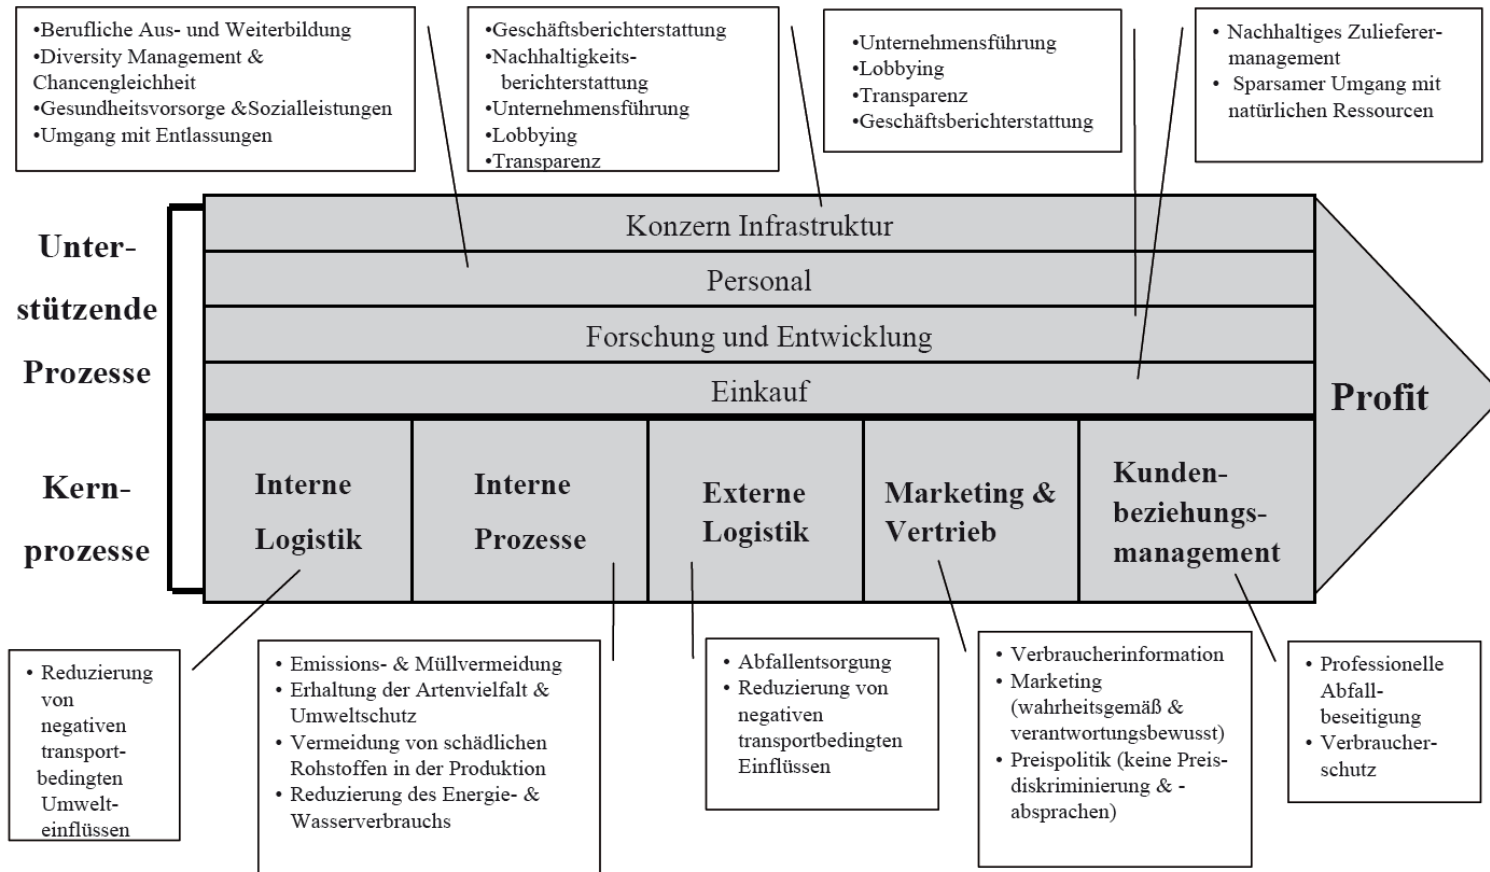 •Berufliche Aus- und Weiterbildung
•Diversity Management &
Chancengleichheit
•Gesundheitsvorsorge &Sozialleistungen
•Umgang mit Entlassungen
•Geschäftsberichterstattung
•Nachhaltigkeits-
berichterstattung
•Unternehmensführung
•Lobbying
•Transparenz
•Unternehmensführung
•Lobbying
•Transparenz
•Geschäftsberichterstattung
• Nachhaltiges Zulieferer-
management
• Sparsamer Umgang mit
natürlichen Ressourcen
Unter-
stützende
Prozesse
Konzern Infrastruktur
Personal
Forschung und Entwicklung
Einkauf
Profit
Kern-
prozesse
Interne
Logistik
Interne
Prozesse
Externe
Logistik
Marketing &
Vertrieb
Kunden-
beziehungs-
management
• Reduzierung
von
negativen
transport-
bedingten
Umwelt-
einflüssen
• Emissions- & Müllvermeidung
• Erhaltung der Artenvielfalt &
Umweltschutz
• Vermeidung von schädlichen
Rohstoffen in der Produktion
• Reduzierung des Energie- &
Wasserverbrauchs
• Abfallentsorgung
• Reduzierung von
negativen
transportbedingten
Einflüssen
• Verbraucherinformation
• Marketing
(wahrheitsgemäß &
verantwortungsbewusst)
• Preispolitik (keine Preis-
diskriminierung & -
absprachen)
• Professionelle
Abfall-
beseitigung
• Verbraucher-
schutz